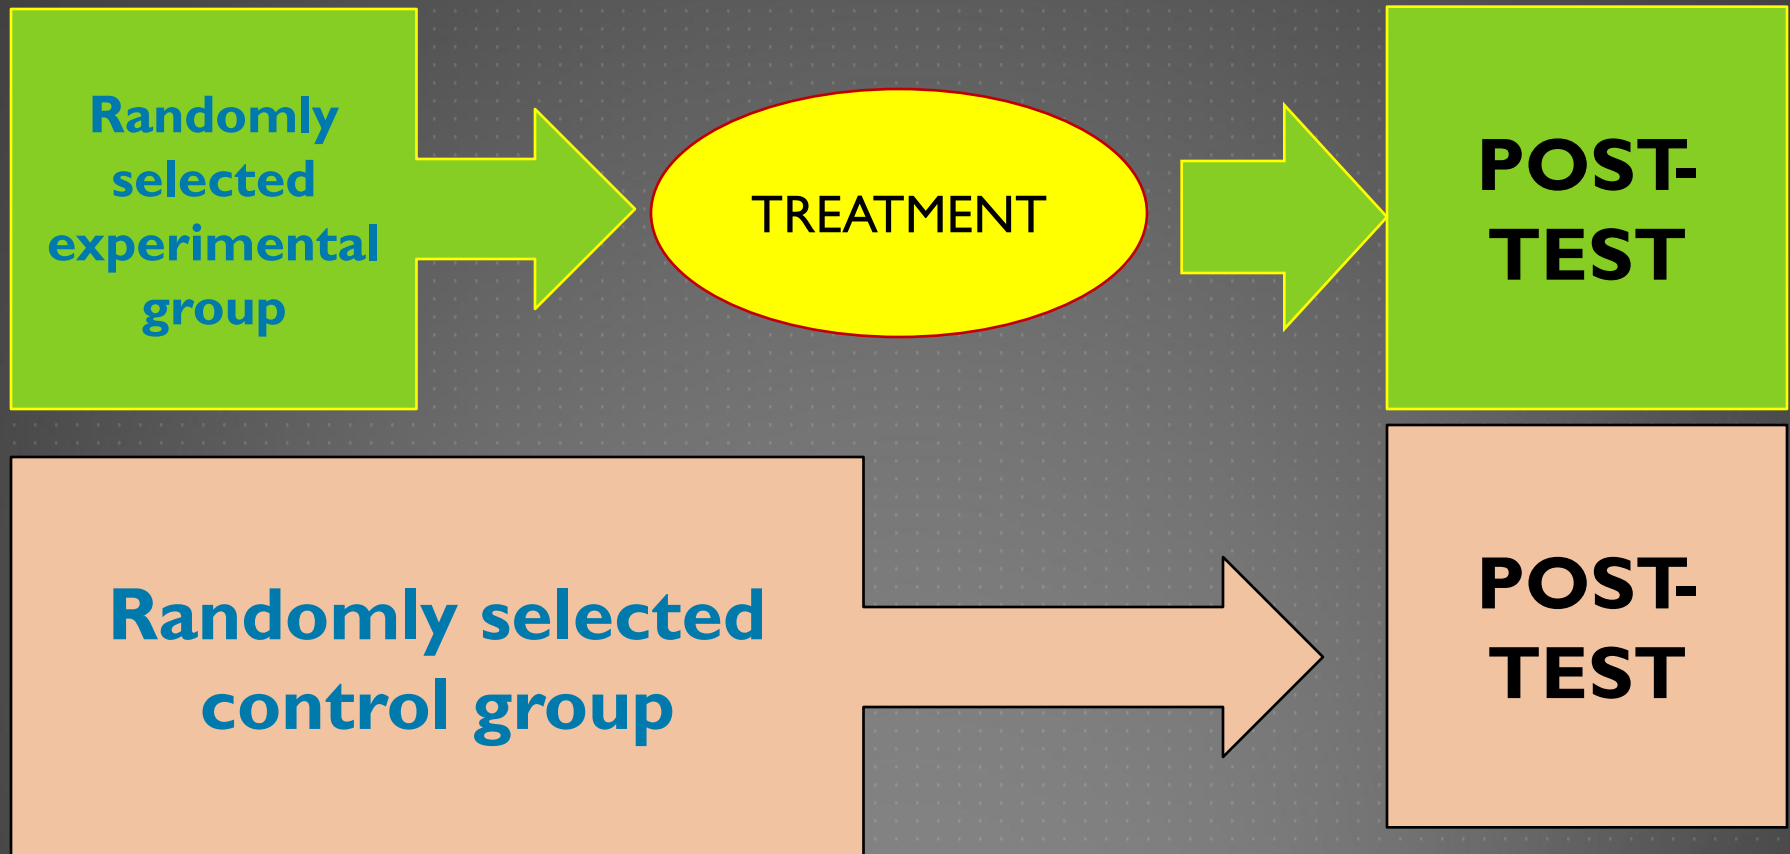 Randomly
selected
experimental
group
TREATMENT
POST-
TEST
Randomly selected
control group
POST-
TEST